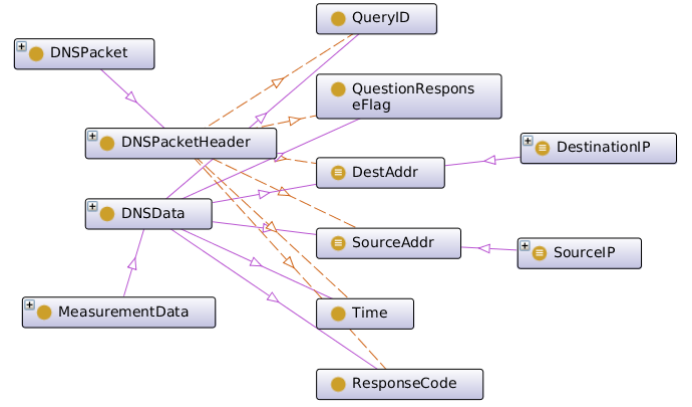 QueryID
DNSPacket
QuestionRespons
eFlag
DNSPacketHeader
DestinationIP
DestAddr
DNSData
SourceAddr
SourceIP
MeasurementData
Time
ResponseCode